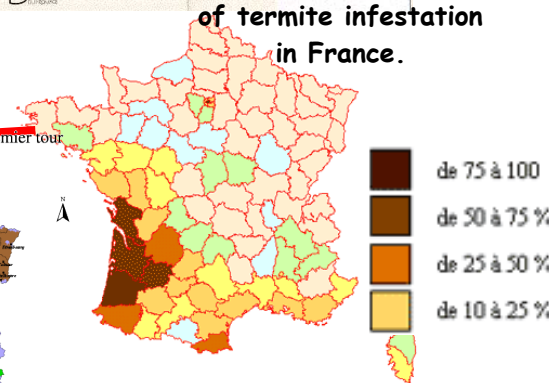 of termite infestation
in France.
mier tour
N
de 75 à 100
de 50 à 75 %
de 25 à 50 %
de 10 à 25 %